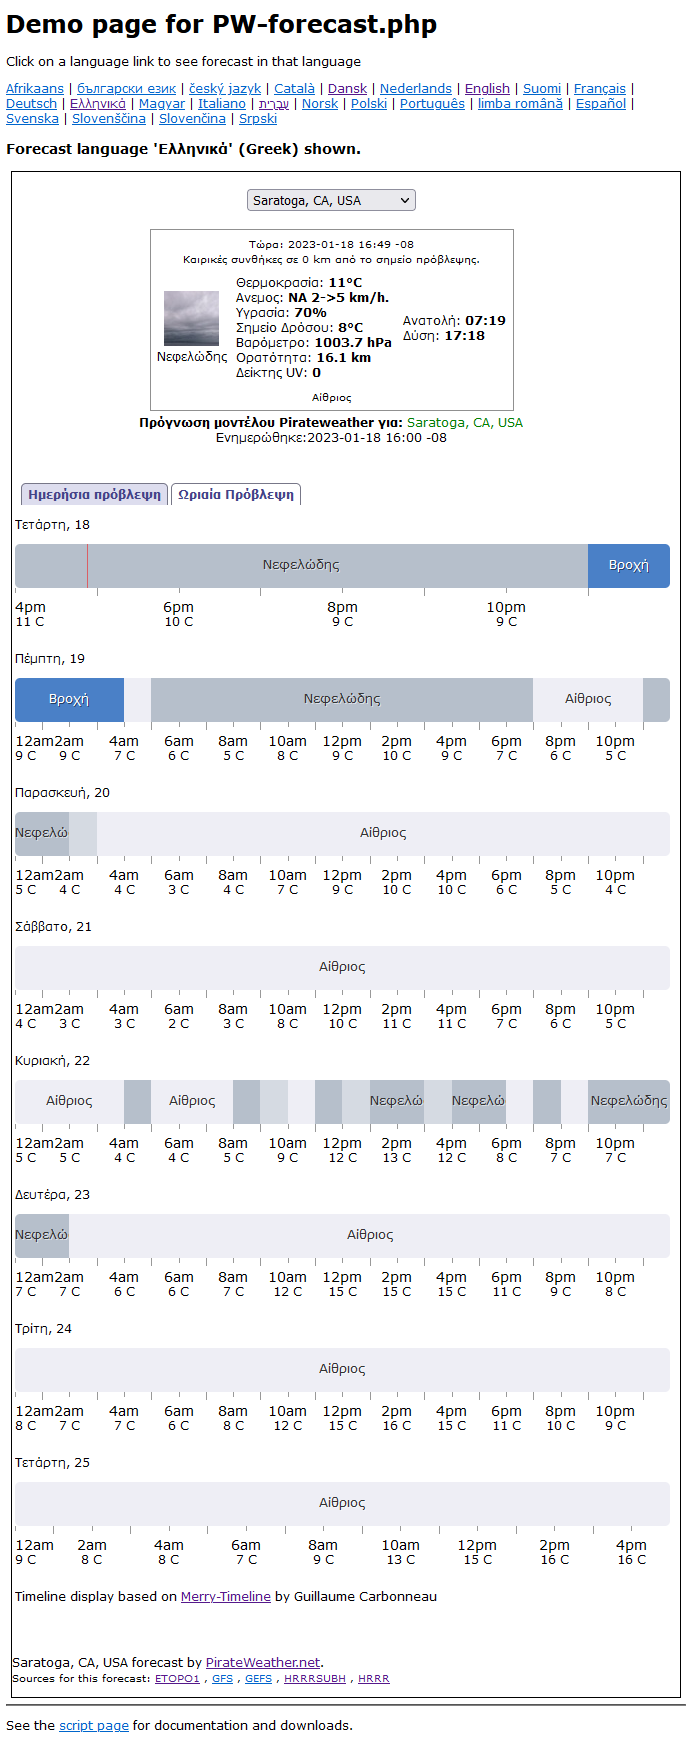 Demo page for PW-forecast.php
Click on a language link to see forecast in that language
Afrikaans | български език | český jazyk | Català | Dansk | Nederlands | English | Suomi | Français |
Deutsch | Ελληνικά | Magyar | Italiano | עִבְרִית | Norsk | Polski | Português | limba română | Español |
Svenska | Slovenščina | Slovenčina | Srpski
Forecast language 'Ελληνικά' (Greek) shown.
Saratoga, CA, USA
Τώρα: 2023-01-18 16:49 -08
Καιρικές συνθήκες σε 0 km από το σημείο πρόβλεψης.
Θερμοκρασία: 11°C
Ανεμος: ΝΑ 2->5 km/h.
Υγρασία: 70%
Σημείο Δρόσου: 8°C
Βαρόμετρο: 1003.7 hPa
Ορατότητα: 16.1 km
Δείκτης UV: 0
Νεφελώδης
Ανατολή: 07:19
Δύση: 17:18
Αίθριος
Πρόγνωση μοντέλου Pirateweather για: Saratoga, CA, USA
Ενημερώθηκε:2023-01-18 16:00 -08
Ημερήσια πρόβλεψη Ωριαία Πρόβλεψη
Τετάρτη, 18
Νεφελώδης Βροχή
4pm 6pm 8pm 10pm
11 C 10 C 9 C 9 C
Πέμπτη, 19
Βροχή Νεφελώδης Αίθριος
12am 2am 4am 6am 8am 10am 12pm 2pm 4pm 6pm 8pm 10pm
9 C 9 C 7 C 6 C 5 C 8 C 9 C 10 C 9 C 7 C 6 C 5 C
Παρασκευή, 20
Νεφελώ Αίθριος
12am 2am 4am 6am 8am 10am 12pm 2pm 4pm 6pm 8pm 10pm
5 C 4 C 4 C 3 C 4 C 7 C 9 C 10 C 10 C 6 C 5 C 4 C
Σάββατο, 21
Αίθριος
12am 2am 4am 6am 8am 10am 12pm 2pm 4pm 6pm 8pm 10pm
4 C 3 C 3 C 2 C 3 C 8 C 10 C 11 C 11 C 7 C 6 C 5 C
Κυριακή, 22
Αίθριος Αίθριος Νεφελώ Νεφελώ Νεφελώδης
12am 2am 4am 6am 8am 10am 12pm 2pm 4pm 6pm 8pm 10pm
5 C 5 C 4 C 4 C 5 C 9 C 12 C 13 C 12 C 8 C 7 C 7 C
Δευτέρα, 23
Νεφελώ Αίθριος
12am 2am 4am 6am 8am 10am 12pm 2pm 4pm 6pm 8pm 10pm
7 C 7 C 6 C 6 C 7 C 12 C 15 C 15 C 15 C 11 C 9 C 8 C
Τρίτη, 24
Αίθριος
12am 2am 4am 6am 8am 10am 12pm 2pm 4pm 6pm 8pm 10pm
8 C 7 C 7 C 6 C 8 C 12 C 15 C 16 C 15 C 11 C 10 C 9 C
Τετάρτη, 25
Αίθριος
12am 2am 4am 6am 8am 10am 12pm 2pm 4pm
9 C 8 C 8 C 7 C 9 C 13 C 15 C 16 C 16 C
Timeline display based on Merry-Timeline by Guillaume Carbonneau
Saratoga, CA, USA forecast by PirateWeather.net.
Sources for this forecast: ETOPO1 , GFS , GEFS , HRRRSUBH , HRRR
See the script page for documentation and downloads.